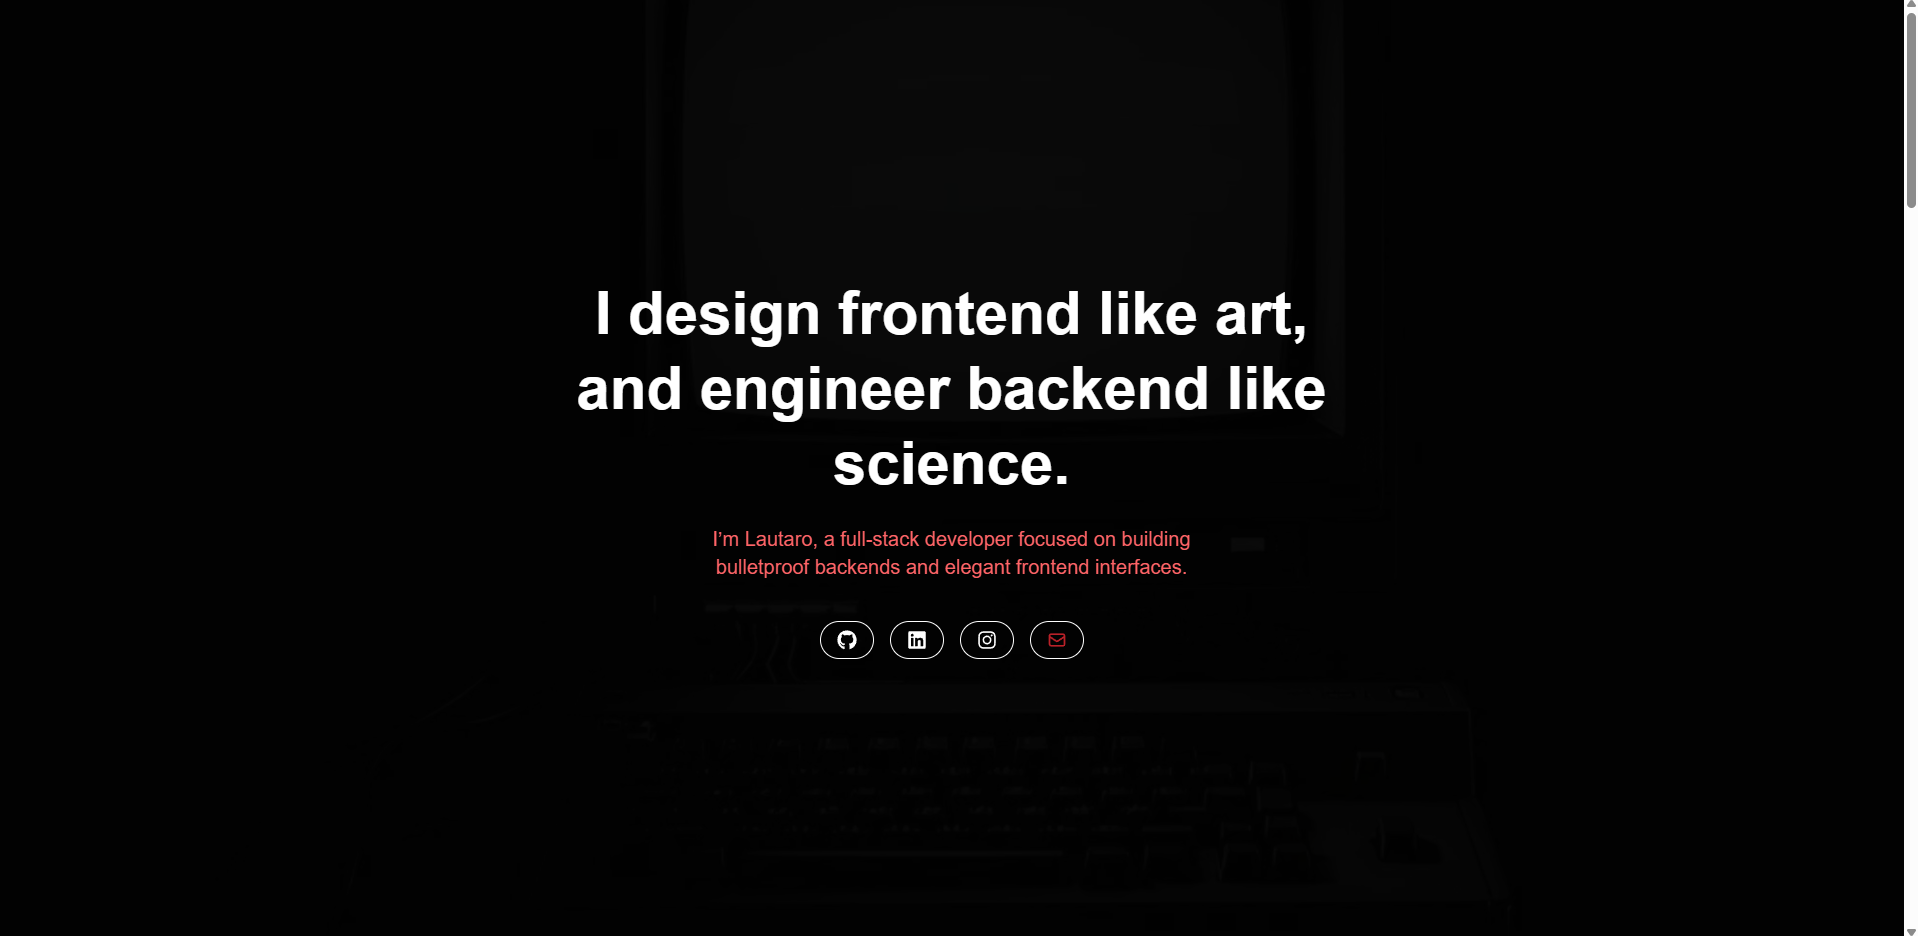 I design frontend like art,
and engineer backend like
science.
I’m Lautaro, a full-stack developer focused on building
bulletproof backends and elegant frontend interfaces.